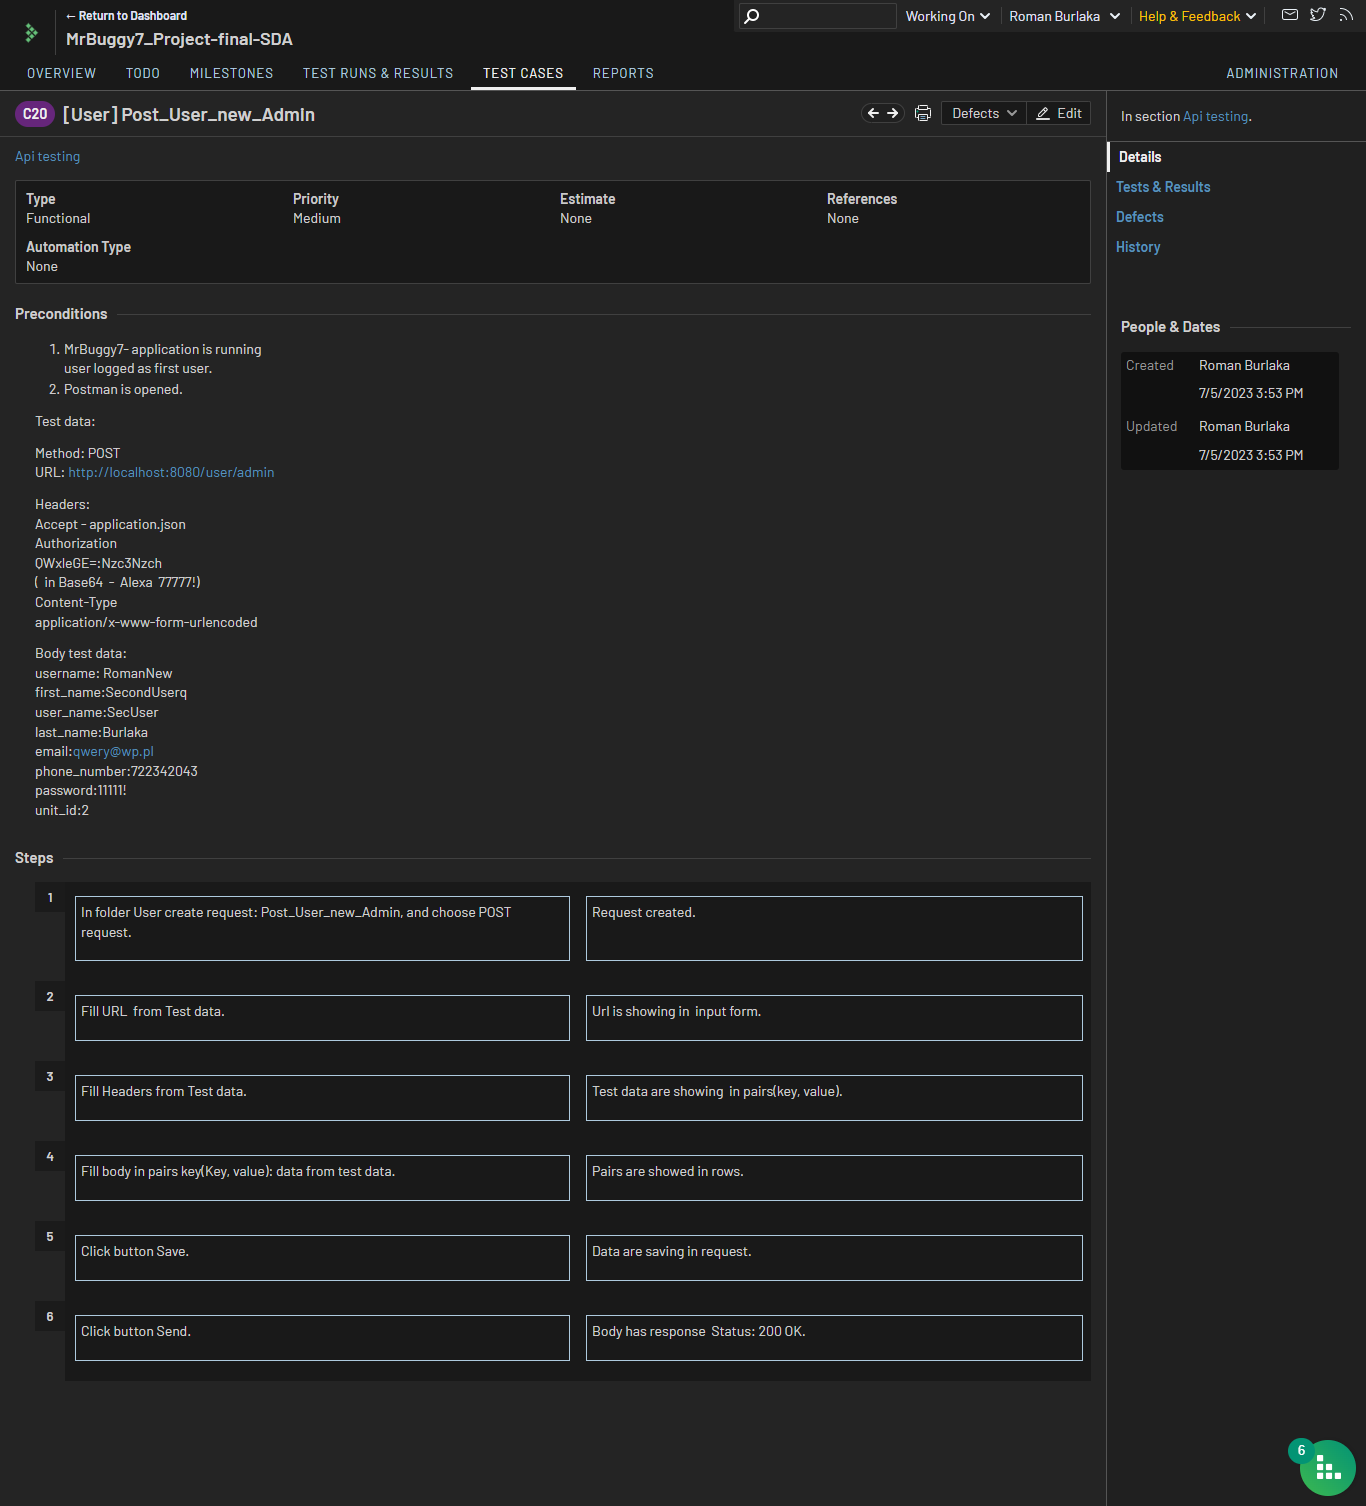 ← Return to Dashboard
MrBuggy7_Project-final-SDA
Working On
Roman Burlaka
Help & Feedback
OVERVIEW
TODO
MILESTONES
TEST RUNS & RESULTS
TEST CASES
REPORTS
ADMINISTRATION
C20
[User] Post_User_new_Admin
Defects
Edit
Api testing
Type
Functional
Priority
Medium
Estimate
None
References
None
Automation Type
None
Preconditions
1. MrBuggy7- application is running
user logged as first user.
2. Postman is opened.
Test data:
Method: POST
URL: http://localhost:8080/user/admin
Headers:
Accept - application.json
Authorization
QWxleGE=:Nzc3Nzch
( in Base64 - Alexa 77777!)
Content-Type
application/x-www-form-urlencoded
Body test data:
username: RomanNew
first_name:SecondUserq
user_name:SecUser
last_name:Burlaka
email:qwery@wp.pl
phone_number:722342043
password:11111!
unit_id:2
Steps
1
In folder User create request: Post_User_new_Admin, and choose POST
request.
Request created.
2
Fill URL from Test data.
Url is showing in input form.
3
Fill Headers from Test data.
Test data are showing in pairs(key, value).
4
Fill body in pairs key(Key, value): data from test data.
Pairs are showed in rows.
5
Click button Save.
Data are saving in request.
6
Click button Send.
Body has response Status: 200 OK.
In section Api testing.
Details
Tests & Results
Defects
History
People & Dates
Created
Roman Burlaka
7/5/2023 3:53 PM
Updated
Roman Burlaka
7/5/2023 3:53 PM
6